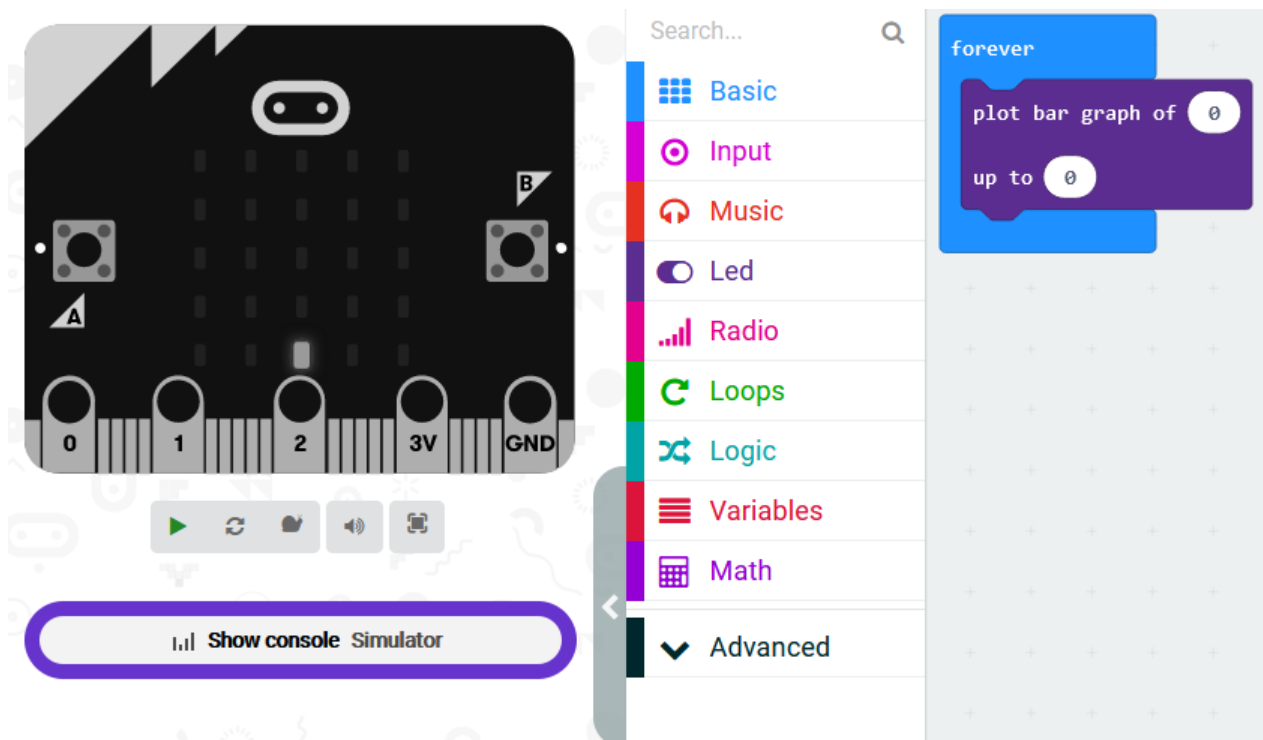 B
A
0 1 2 3V GND
Show console Simulator
Search...
Basic
Input
Music
Led
Radio
Loops
Logic
Variables
Math
Advanced
forever
plot bar graph of 0
up to 0